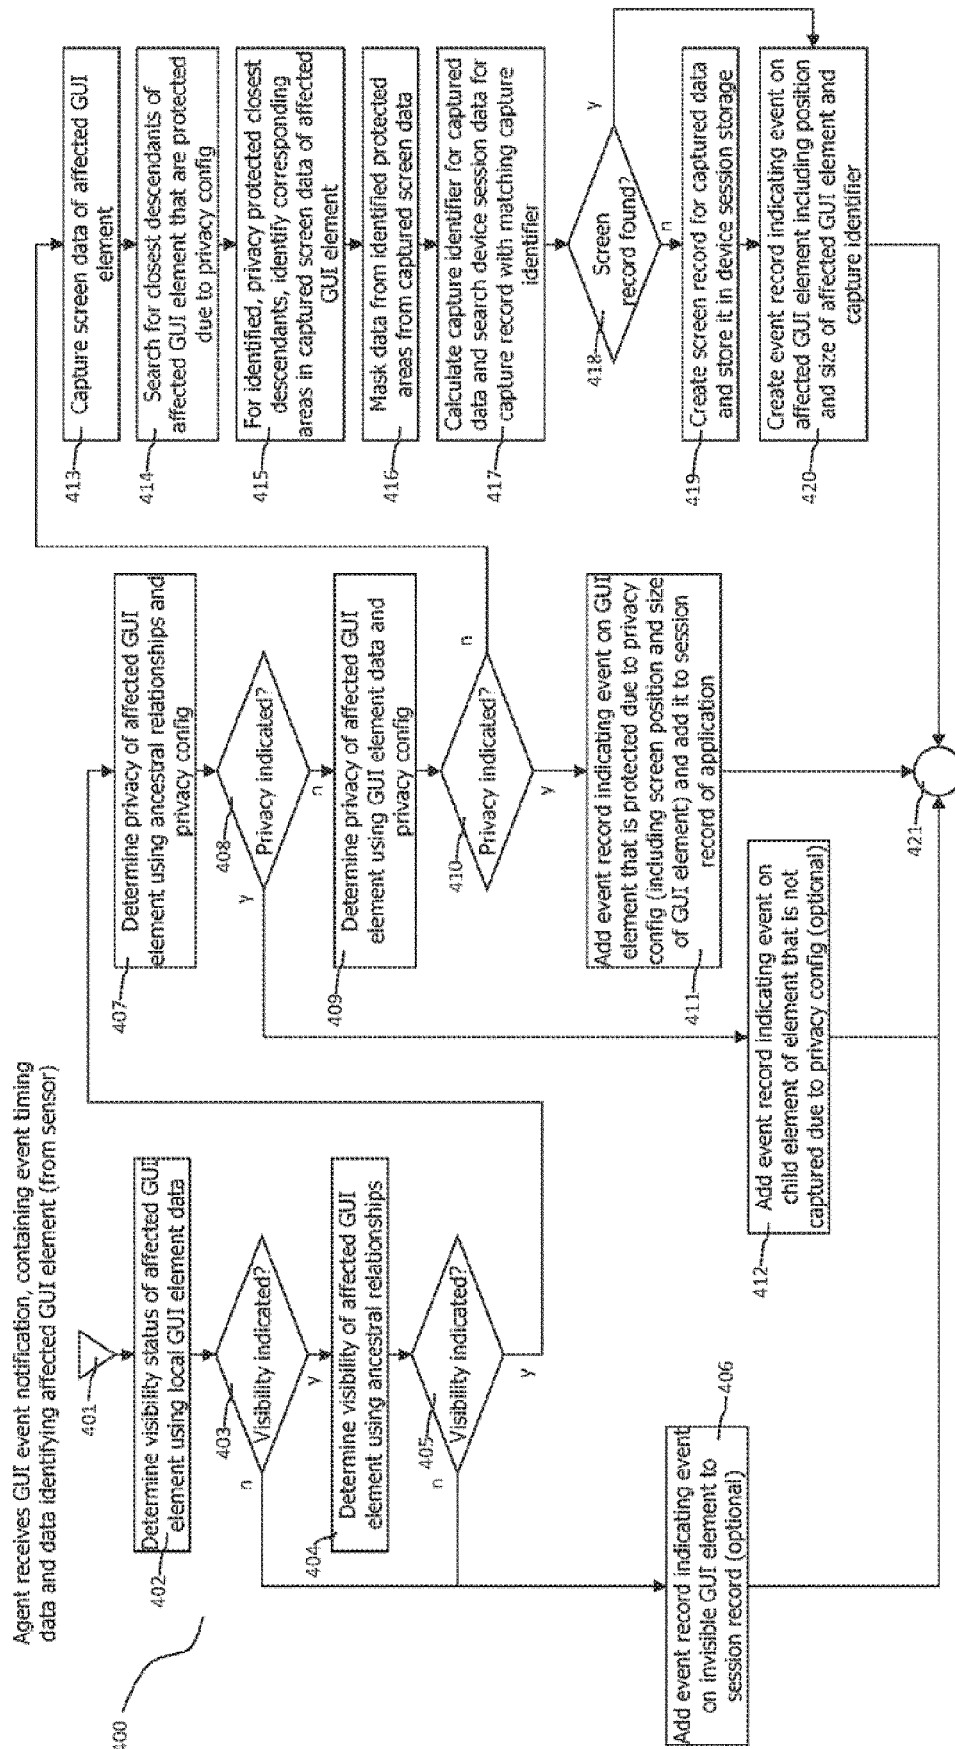 Agent receives GUI event notification, containing event timing
data and data identifying affected GUI element (from sensor)
400
401
Determine visibility status of affected GUI
element using local GUI element data
402
Visibility indicated?
403
n
y
Determine visibility of affected GUI
element using ancestral relationships
404
Visibility indicated?
405
n
y
Add event record indicating event
on invisible GUI element to
session record (optional)
406
Determine privacy of affected GUI
element using ancestral relationships and
privacy config
407
Privacy indicated?
408
y
n
Determine privacy of affected GUI
element using GUI element data and
privacy config
409
Privacy indicated?
410
n
y
Add event record indicating event on GUI
element that is protected due to privacy
config (including screen position and size
of GUI element) and add it to session
record of application
411
Add event record indicating event on
child element of element that is not
captured due to privacy config (optional)
412
Capture screen data of affected GUI
element
413
Search for closest descendants of
affected GUI element that are protected
due to privacy config
414
For identified, privacy protected closest
descendants, identify corresponding
areas in captured screen data of affected
GUI element
415
Mask data from identified protected
areas from captured screen data
416
Calculate capture identifier for captured
data and search device session data for
capture record with matching capture
identifier
417
Screen
record found?
418
y
n
Create screen record for captured data
and store it in device session storage
419
Create event record indicating event on
affected GUI element including position
and size of affected GUI element and
capture identifier
420
421